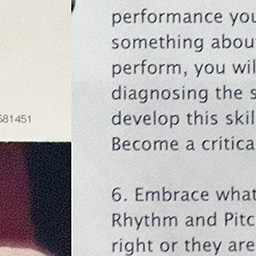 performance you
something abou
perform, you wil
diagnosing the s
develop this skil
Become a critica
6. Embrace what
Rhythm and Pitc
right or they are
581451